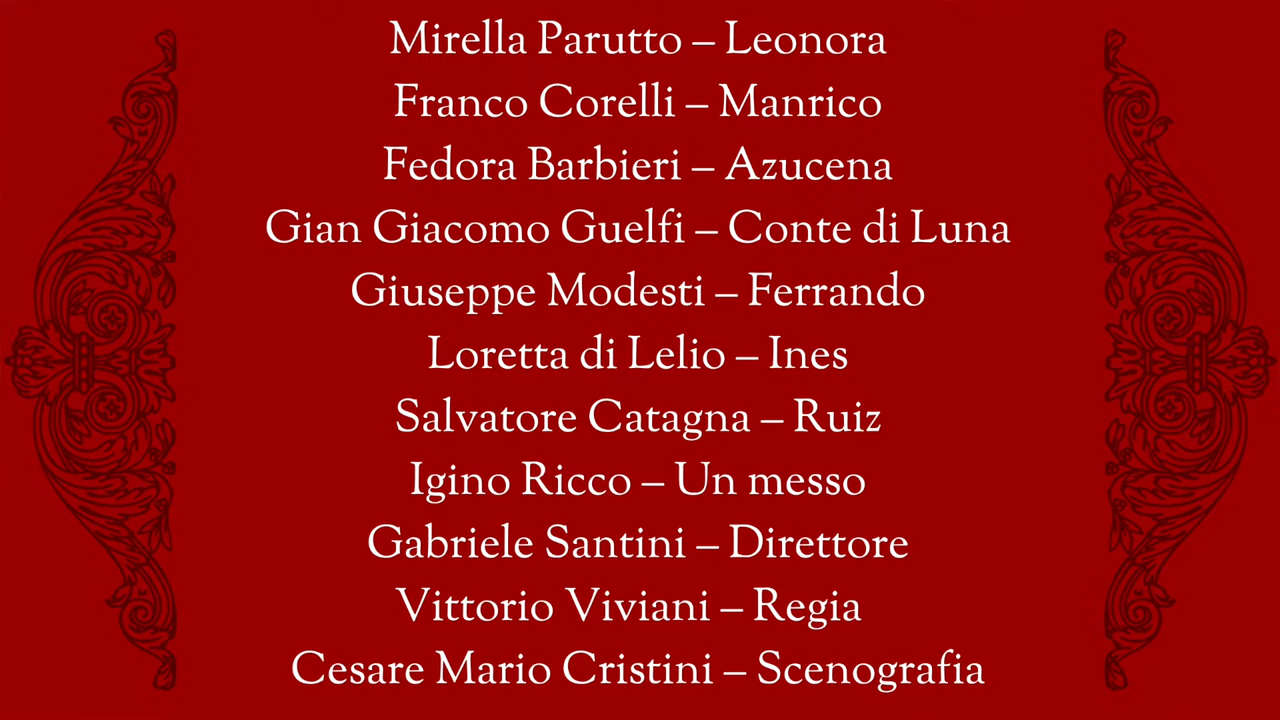 Mirella Parutto – Leonora
Franco Corelli – Manrico
Fedora Barbieri – Azucena
Gian Giacomo Guelfi – Conte di Luna
Giuseppe Modesti – Ferrando
Loretta di Lelio – Ines
Salvatore Catagna – Ruiz
Igino Ricco – Un messo
Gabriele Santini – Direttore
Vittorio Viviani – Regia
Cesare Mario Cristini – Scenografia